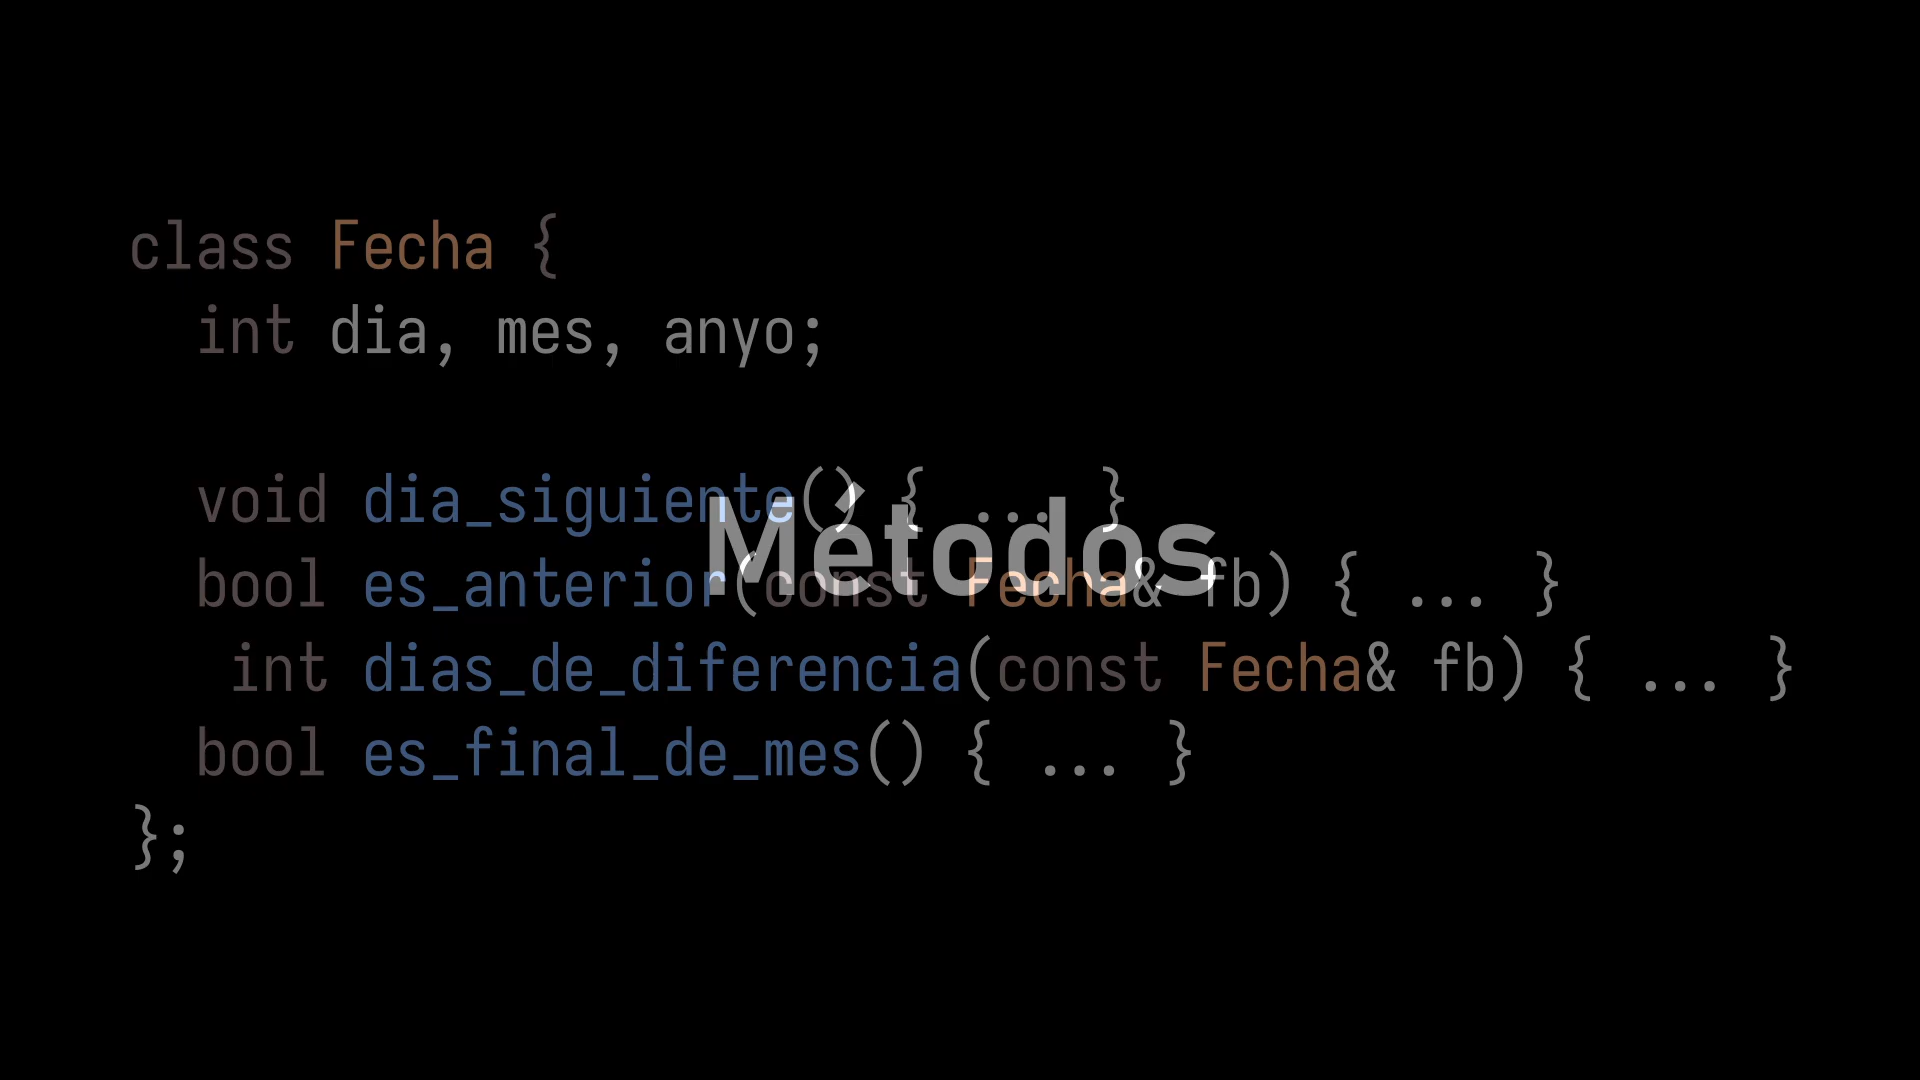 class Fecha {
int dia, mes, anyo;
void dia_siguiente() { ... }
Métodos
bool es_anterior(const Fecha& fb) { ... }
int dias_de_diferencia(const Fecha& fb) { ... }
bool es_final_de_mes() { ... }
};